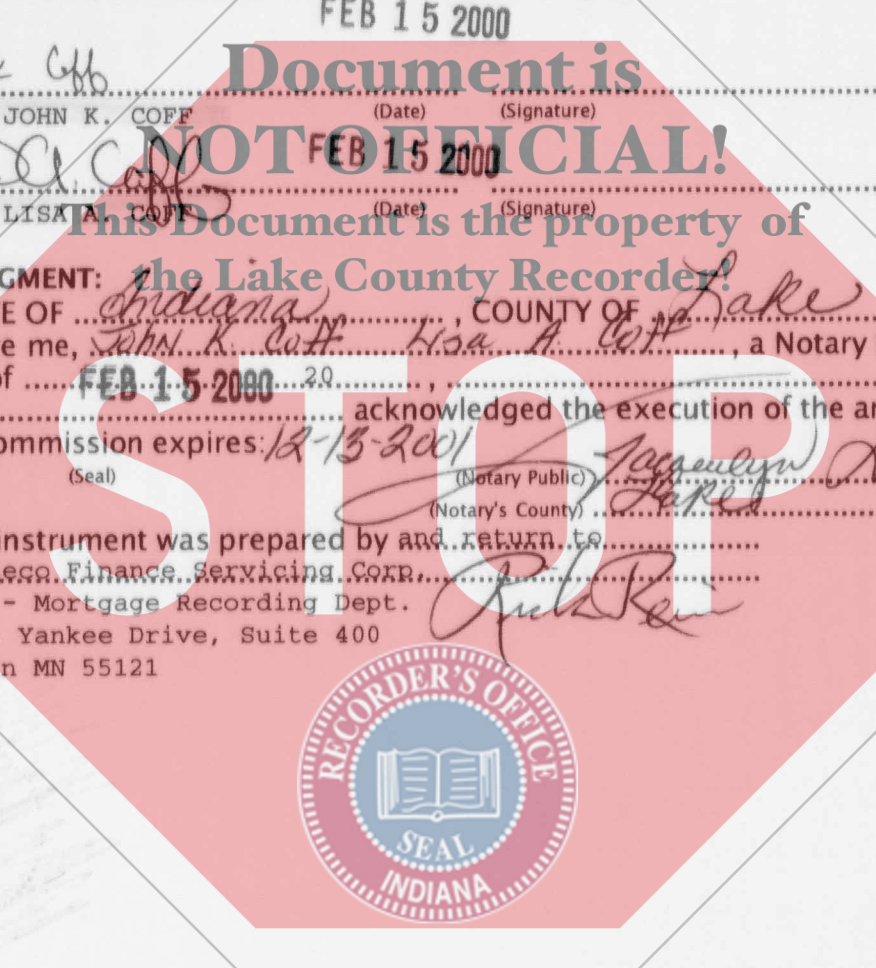 FEB 15 2000
Document is
JOHN K. COFF (Date) (Signature)
NOT OFFICIAL!
FEB 15 2000
LISA A. COFF (Date) (Signature)
This Document is the property of
the Lake County Recorder!
GMENT:
E OF Indiana , COUNTY OF Lake
e me, John K. Coff Lisa A. Coff , a Notary
f FEB 15 2000 20 ,
acknowledged the execution of the a
ommission expires: 12-13-2001
(Seal) (Notary Public) Jacquelyn
(Notary's County) Lake
STOP
instrument was prepared by and return to
eco Finance Servicing Corp.
- Mortgage Recording Dept.
Yankee Drive, Suite 400
n MN 55121
RECORDER'S OFFICE
SEAL
INDIANA